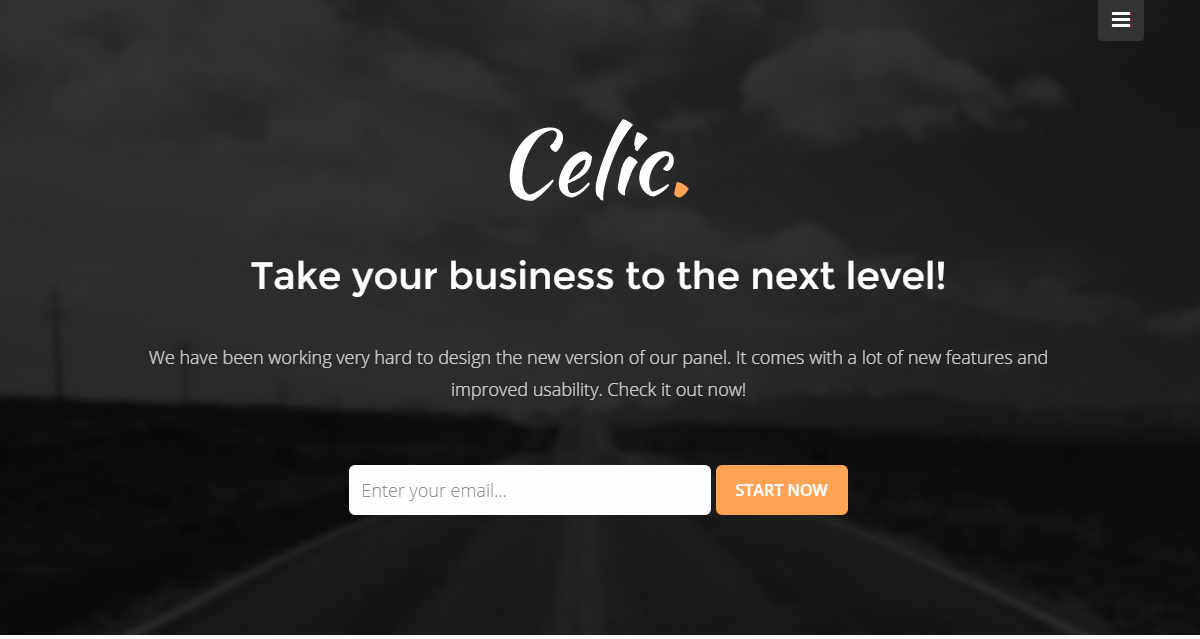 Celic.
Take your business to the next level!
We have been working very hard to design the new version of our panel. It comes with a lot of new features and
improved usability. Check it out now!
Enter your email...
START NOW